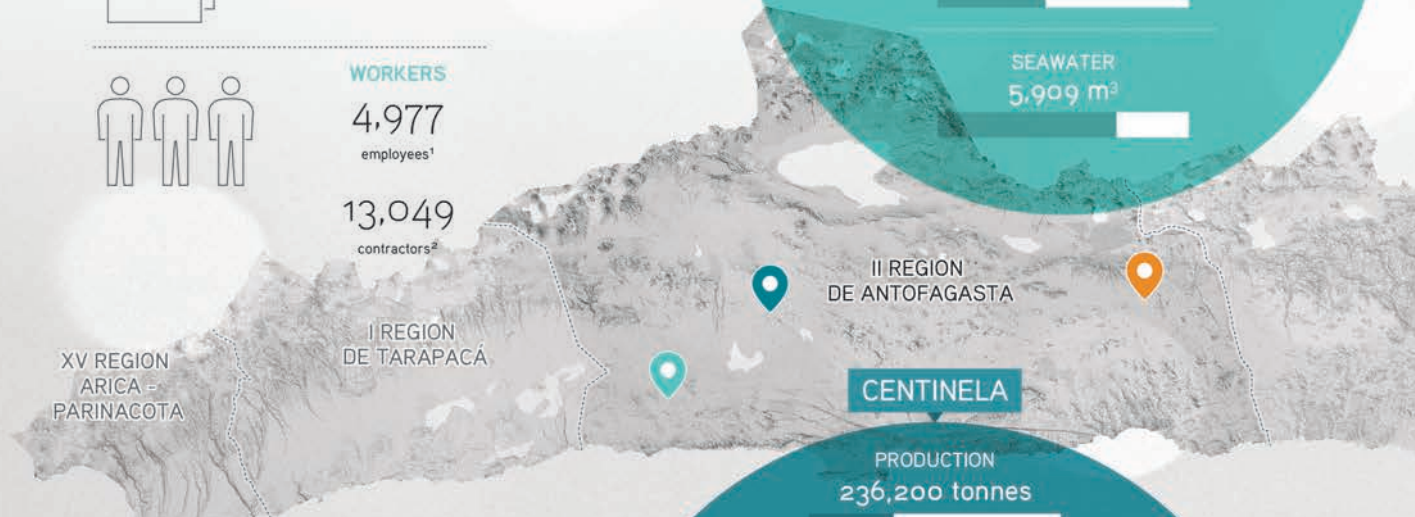 WORKERS
4,977
employees¹
13,049
contractors²
SEAWATER
5,909 m³
II REGION
DE ANTOFAGASTA
I REGION
DE TARAPACÁ
XV REGION
ARICA -
PARINACOTA
CENTINELA
PRODUCTION
236,200 tonnes